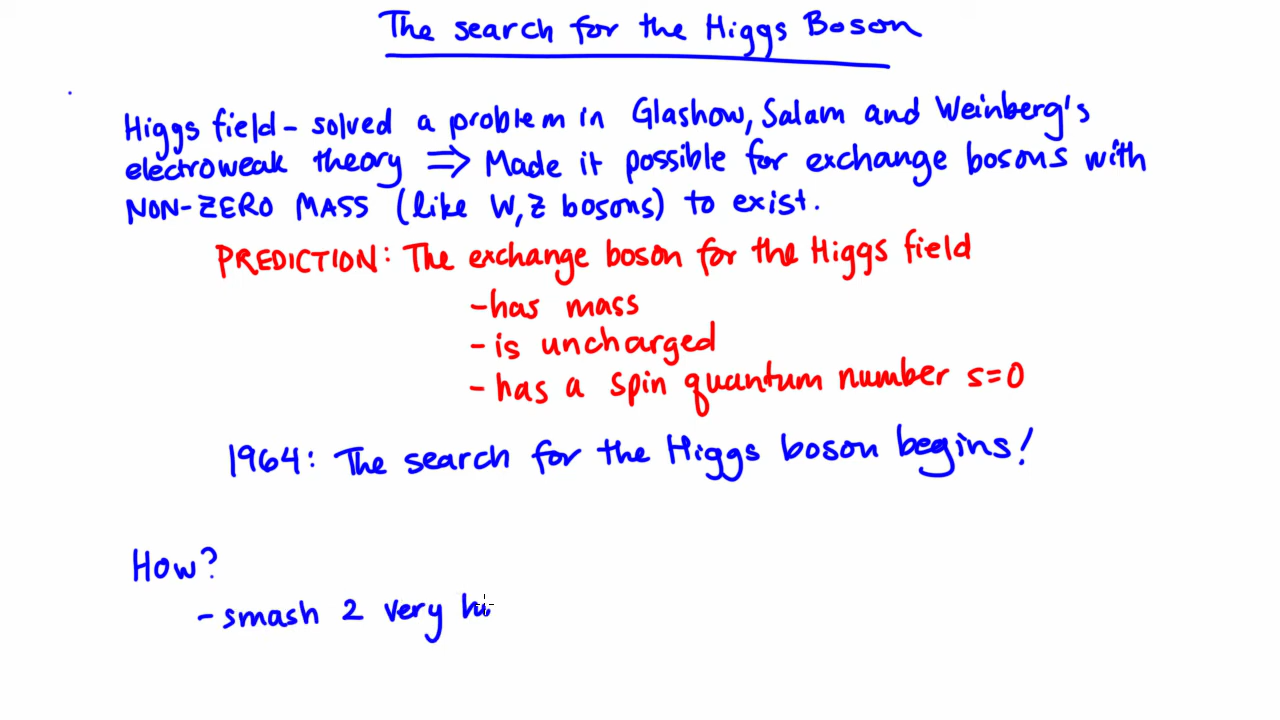 The search for the Higgs Boson
Higgs field - solved a problem in Glashow, Salam and Weinberg's
electroweak theory ⇒ Made it possible for exchange bosons with
NON-ZERO MASS (like W, Z bosons) to exist.
PREDICTION: The exchange boson for the Higgs field
- has mass
- is uncharged
- has a spin quantum number s=0
1964: The search for the Higgs boson begins!
How?
- smash 2 very